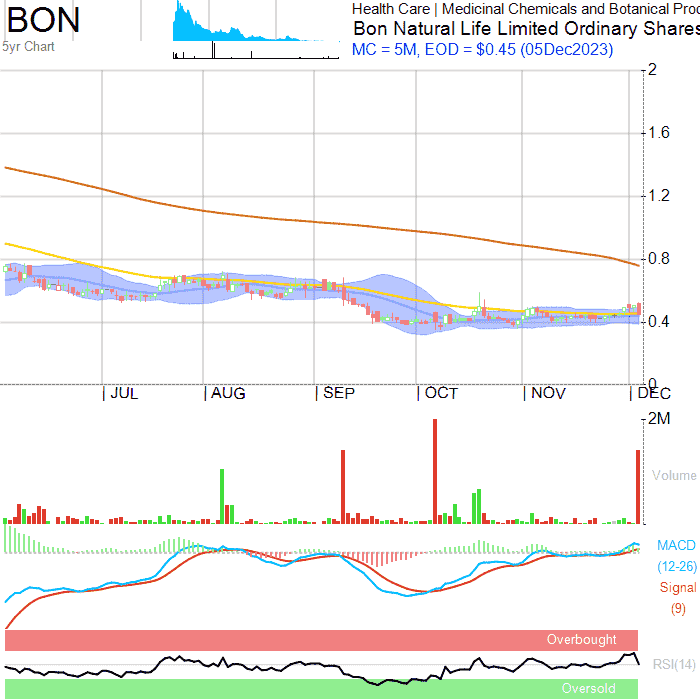 BON
5yr Chart
Health Care | Medicinal Chemicals and Botanical Prod
Bon Natural Life Limited Ordinary Shares
MC = 5M, EOD = $0.45 (05Dec2023)
2
1.6
1.2
0.8
0.4
0
JUL AUG SEP OCT NOV DEC
2M
Volume
MACD
(12-26)
Signal
(9)
Overbought
RSI(14)
Oversold